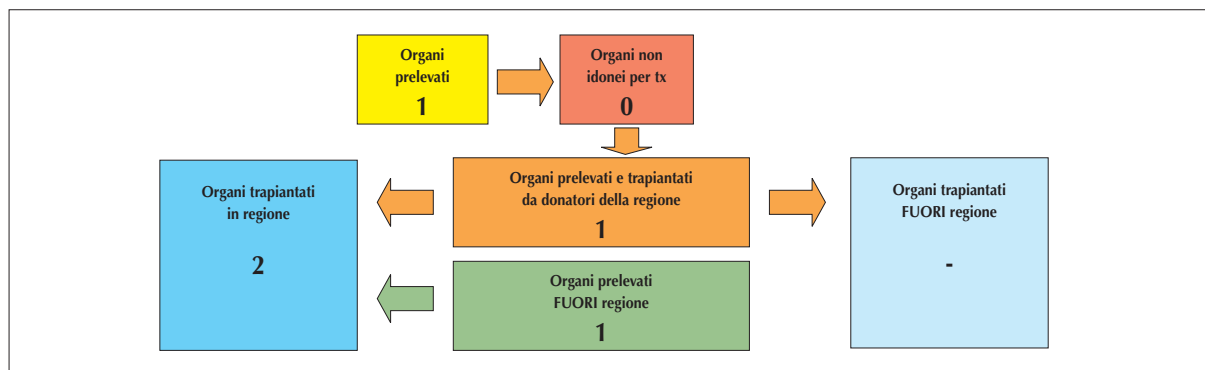 Organi
prelevati
1
Organi non
idonei per tx
0
Organi trapiantati
in regione
2
Organi prelevati e trapiantati
da donatori della regione
1
Organi trapiantati
FUORI regione
-
Organi prelevati
FUORI regione
1